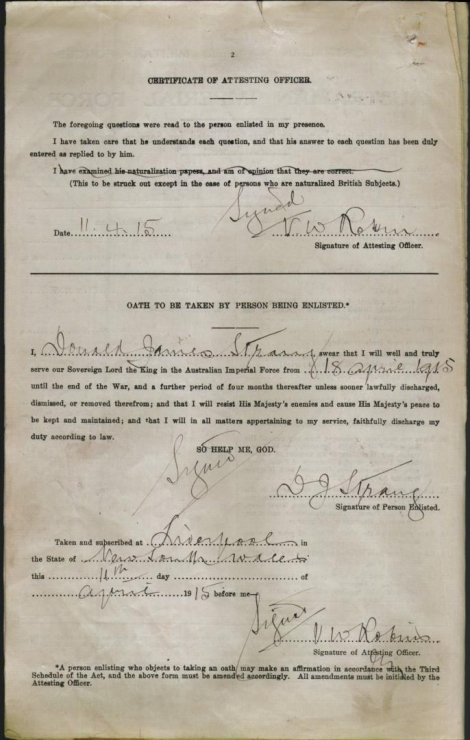 2
CERTIFICATE OF ATTESTING OFFICER.
The foregoing questions were read to the person enlisted in my presence.
I have taken care that he understands each question, and that his answer to each question has been duly
entered as replied to by him.
I have examined his naturalization papers, and am of opinion that they are correct.
(This to be struck out except in the case of persons who are naturalized British Subjects.)
Signed
Date 11.4.15 V W Robin
Signature of Attesting Officer.
OATH TO BE TAKEN BY PERSON BEING ENLISTED.*
I, Donald James Strang swear that I will well and truly
serve our Sovereign Lord the King in the Australian Imperial Force from 18 april 1915
until the end of the War, and a further period of four months thereafter unless sooner lawfully discharged,
dismissed, or removed therefrom; and that I will resist His Majesty's enemies and cause His Majesty's peace to
be kept and maintained; and that I will in all matters appertaining to my service, faithfully discharge my
duty according to law.
SO HELP ME, GOD.
Signed
D J Strang
Signature of Person Enlisted.
Taken and subscribed at Liverpool in
the State of New South Wales
this 11th day of
april 1915 before me
Signed
V W Robin
Signature of Attesting Officer.
*A person enlisting who objects to taking an oath may make an affirmation in accordance with the Third
Schedule of the Act, and the above form must be amended accordingly. All amendments must be initialed by the
Attesting Officer.